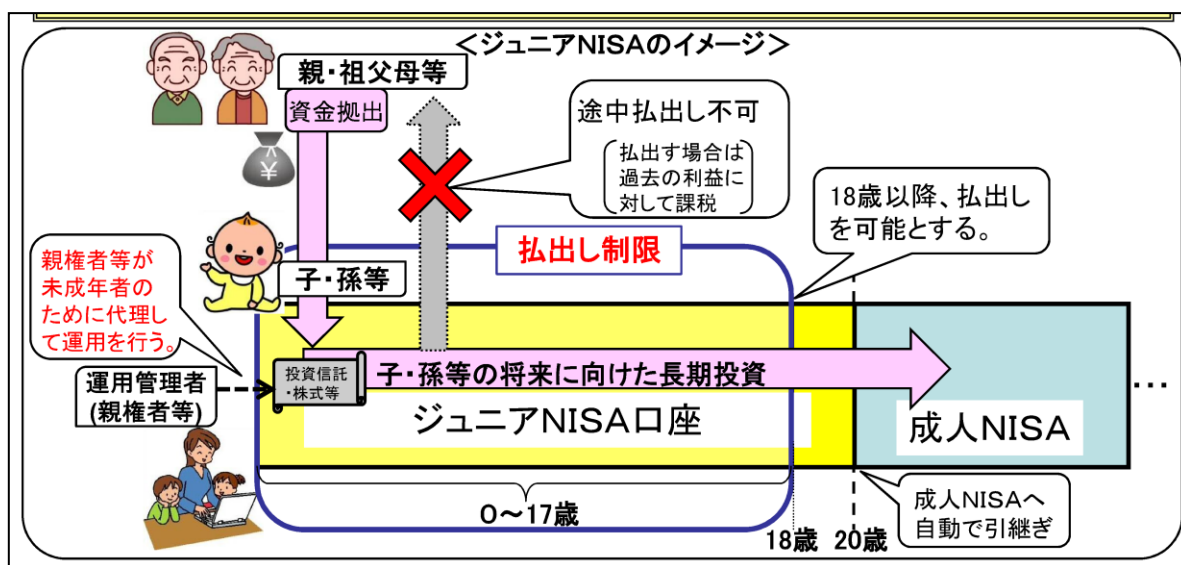 ＜ジュニアNISAのイメージ＞
親・祖父母等
資金拠出
¥
途中払出し不可
払出す場合は
過去の利益に
対して課税
18歳以降、払出し
を可能とする。
払出し制限
親権者等が
未成年者の
ために代理し
て運用を行う。
子・孫等
運用管理者
(親権者等)
投資信託
・株式等
子・孫等の将来に向けた長期投資
ジュニアNISA口座
成人NISA
…
0～17歳
18歳
20歳
成人NISAへ
自動で引継ぎ